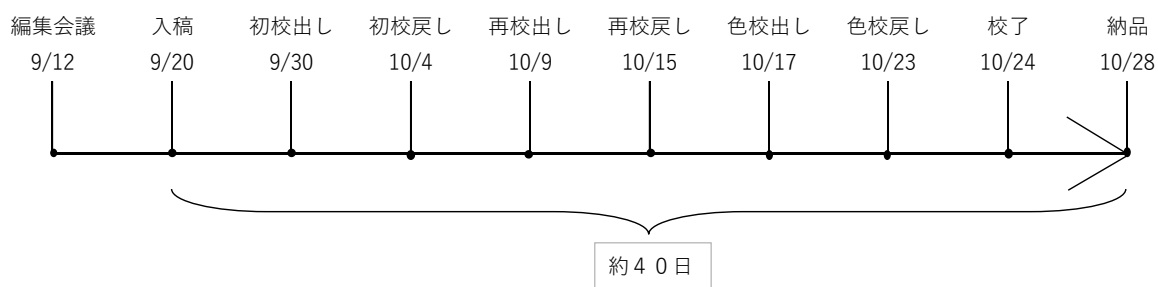 編集会議 入稿 初校出し 初校戻し 再校出し 再校戻し 色校出し 色校戻し 校了 納品
9/12 9/20 9/30 10/4 10/9 10/15 10/17 10/23 10/24 10/28
約４０日